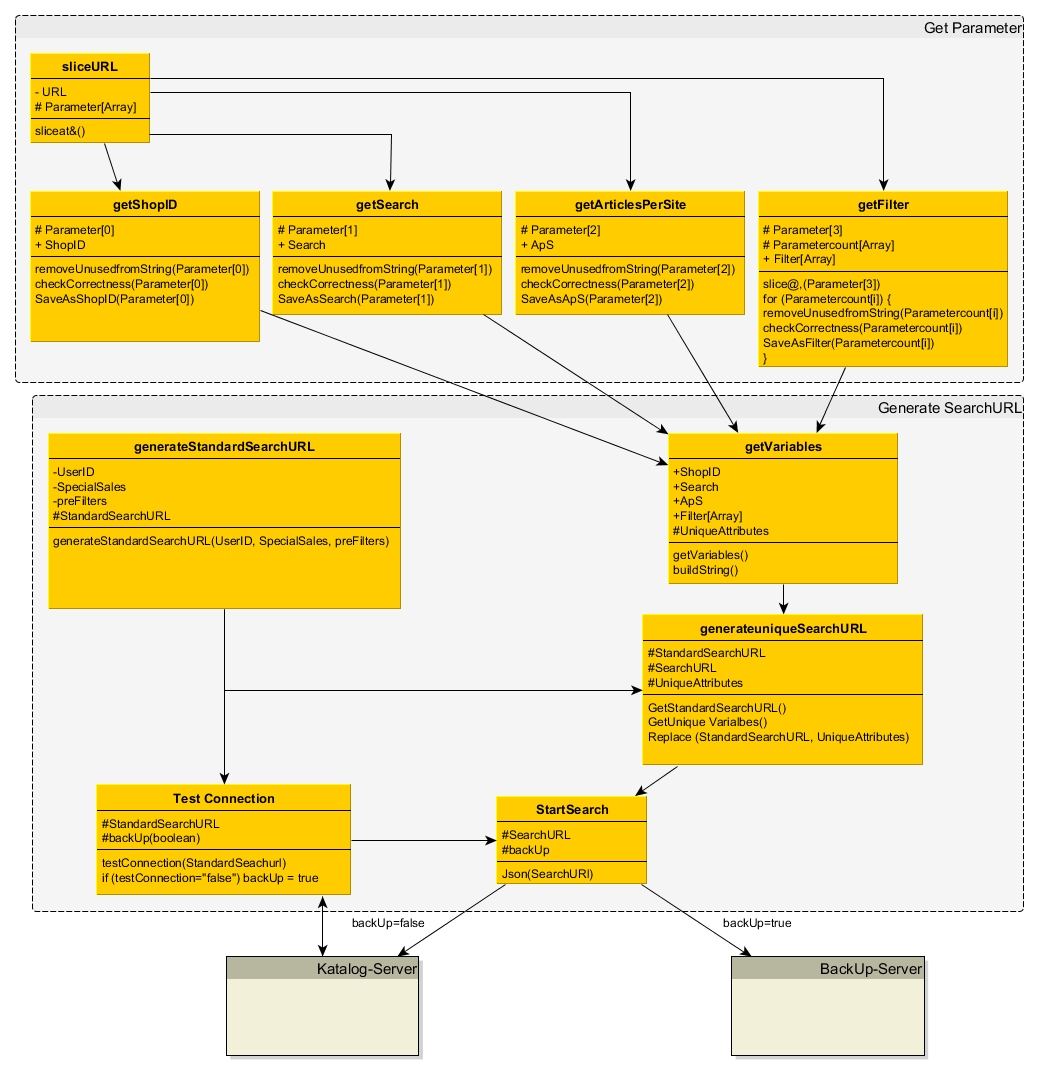 Get Parameter
sliceURL
- URL
# Parameter[Array]
sliceat&()
getShopID
# Parameter[0]
+ ShopID
removeUnusedfromString(Parameter[0])
checkCorrectness(Parameter[0])
SaveAsShopID(Parameter[0])
getSearch
# Parameter[1]
+ Search
removeUnusedfromString(Parameter[1])
checkCorrectness(Parameter[1])
SaveAsSearch(Parameter[1])
getArticlesPerSite
# Parameter[2]
+ ApS
removeUnusedfromString(Parameter[2])
checkCorrectness(Parameter[2])
SaveAsApS(Parameter[2])
getFilter
# Parameter[3]
# Parametercount[Array]
+ Filter[Array]
slice@,(Parameter[3])
for (Parametercount[i]) {
removeUnusedfromString(Parametercount[i])
checkCorrectness(Parametercount[i])
SaveAsFilter(Parametercount[i])
}
Generate SearchURL
generateStandardSearchURL
-UserID
-SpecialSales
-preFilters
#StandardSearchURL
generateStandardSearchURL(UserID, SpecialSales, preFilters)
getVariables
+ShopID
+Search
+ApS
+Filter[Array]
#UniqueAttributes
getVariables()
buildString()
generateuniqueSearchURL
#StandardSearchURL
#SearchURL
#UniqueAttributes
GetStandardSearchURL()
GetUnique Varialbes()
Replace (StandardSearchURL, UniqueAttributes)
Test Connection
#StandardSearchURL
#backUp(boolean)
testConnection(StandardSeachurl)
if (testConnection="false") backUp = true
StartSearch
#SearchURL
#backUp
Json(SearchURl)
backUp=false
backUp=true
Katalog-Server
BackUp-Server